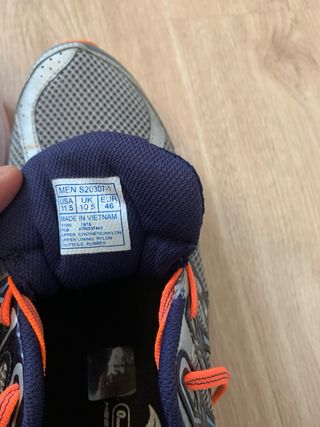 MEN S20307-1
USA UK EUR
11.5 10.5 46
MADE IN VIETNAM
UPPER: SYNTHETIC/NYLON
UPPER LINING: NYLON
OUTSOLE: RUBBER